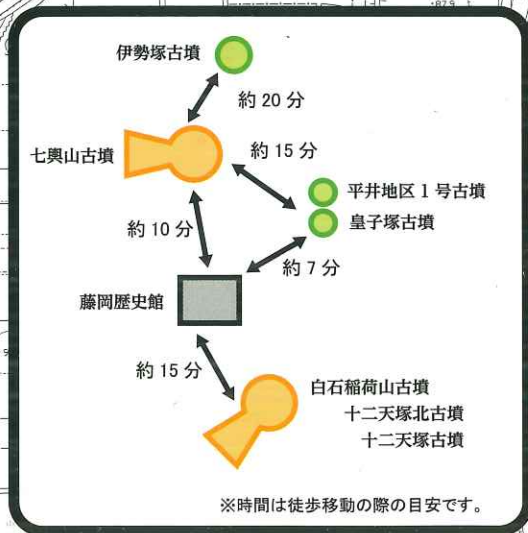 伊勢塚古墳
約 20 分
七輿山古墳
約 15 分
平井地区 1 号古墳
皇子塚古墳
約 10 分
約 7 分
藤岡歴史館
約 15 分
白石稲荷山古墳
十二天塚北古墳
十二天塚古墳
※時間は徒歩移動の際の目安です。